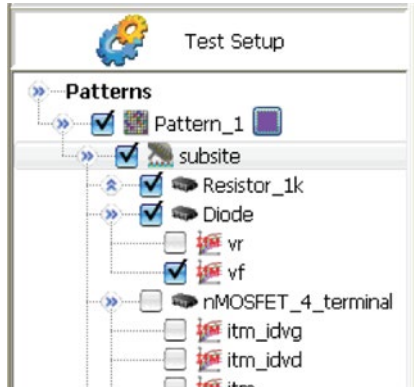 Test Setup
Patterns
Pattern_1
subsite
Resistor_1k
Diode
vr
vf
nMOSFET_4_terminal
itm_idvg
itm_idvd